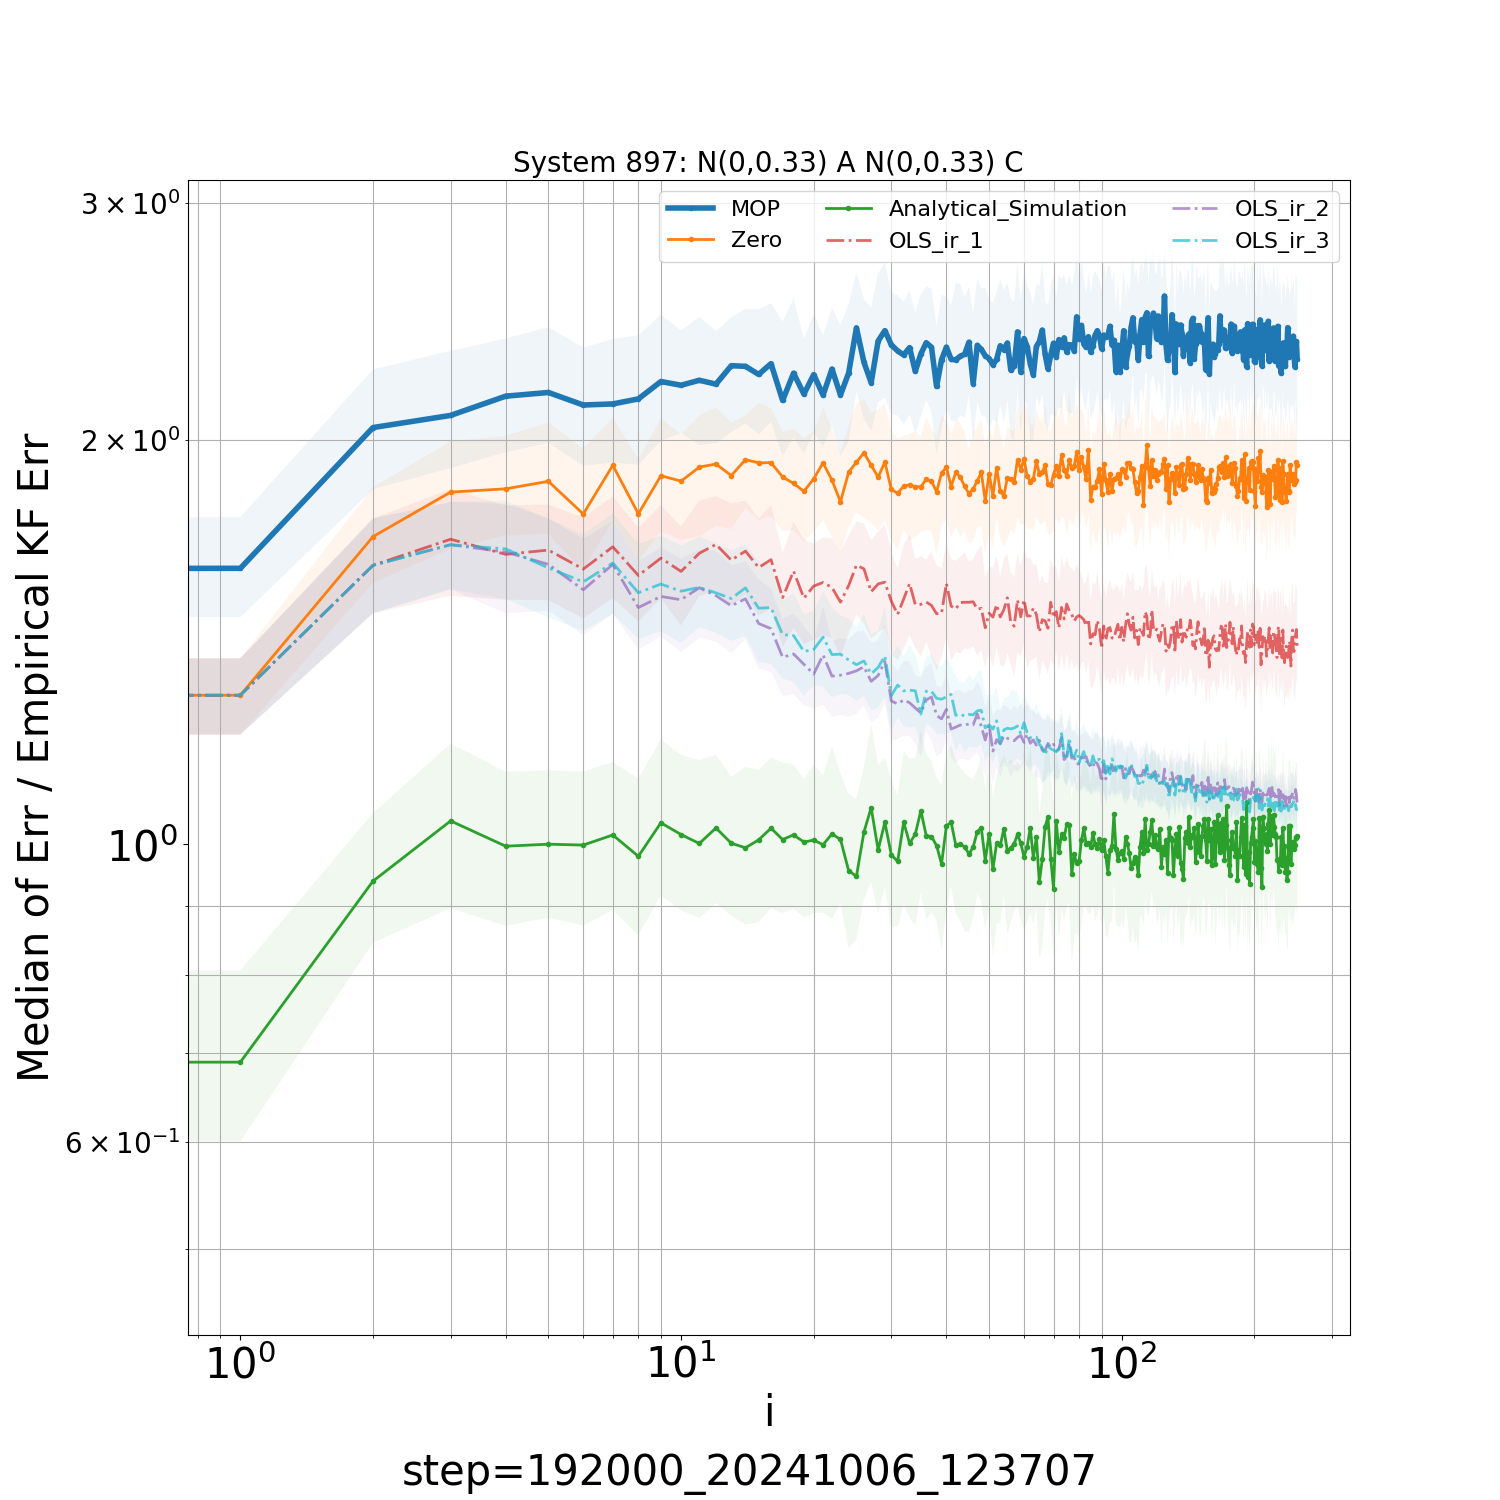 System 897: N(0,0.33) A N(0,0.33) C
MOP
Zero
Analytical_Simulation
OLS_ir_1
OLS_ir_2
OLS_ir_3
3 × 10⁰
2 × 10⁰
10⁰
6 × 10⁻¹
Median of Err / Empirical KF Err
10⁰ 10¹ 10²
i
step=192000_20241006_123707